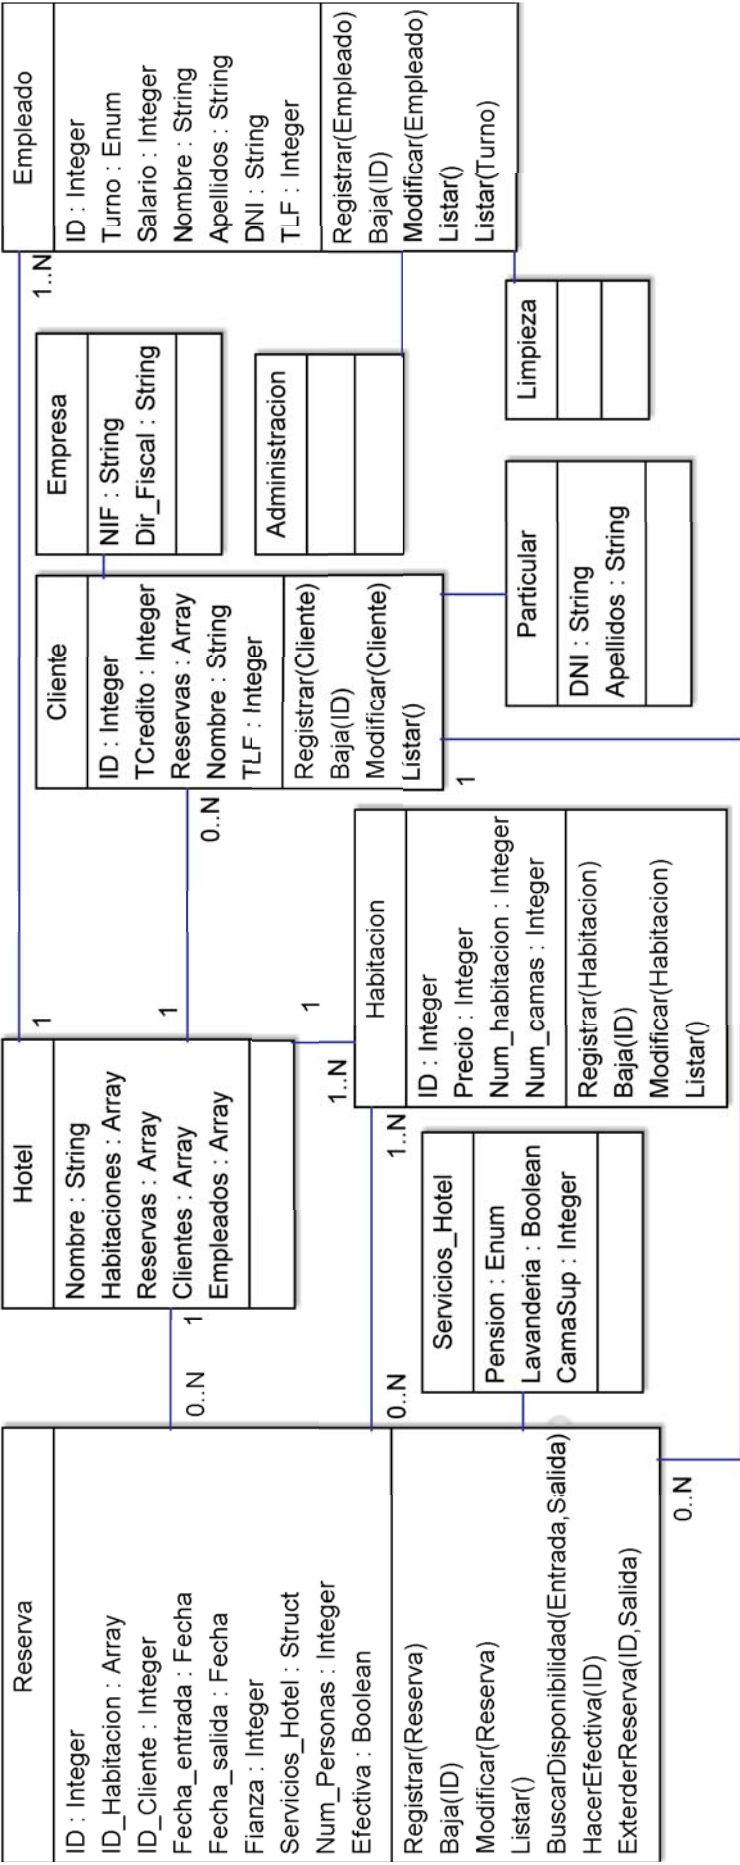 Reserva
ID : Integer
ID_Habitacion : Array
ID_Cliente : Integer
Fecha_entrada : Fecha
Fecha_salida : Fecha
Fianza : Integer
Servicios_Hotel : Struct
Num_Personas : Integer
Efectiva : Boolean
Registrar(Reserva)
Baja(ID)
Modificar(Reserva)
Listar()
BuscarDisponibilidad(Entrada,Salida)
HacerEfectiva(ID)
ExterderReserva(ID,Salida)
0..N
1
0..N
1..N
0..N
Hotel
Nombre : String
Habitaciones : Array
Reservas : Array
Clientes : Array
Empleados : Array
1
1
1
1..N
Servicios_Hotel
Pension : Enum
Lavanderia : Boolean
CamaSup : Integer
Habitacion
ID : Integer
Precio : Integer
Num_habitacion : Integer
Num_camas : Integer
Registrar(Habitacion)
Baja(ID)
Modificar(Habitacion)
Listar()
0..N
1
Cliente
ID : Integer
TCredito : Integer
Reservas : Array
Nombre : String
TLF : Integer
Registrar(Cliente)
Baja(ID)
Modificar(Cliente)
Listar()
Empresa
NIF : String
Dir_Fiscal : String
Administracion
Particular
DNI : String
Apellidos : String
Limpieza
1..N
Empleado
ID : Integer
Turno : Enum
Salario : Integer
Nombre : String
Apellidos : String
DNI : String
TLF : Integer
Registrar(Empleado)
Baja(ID)
Modificar(Empleado)
Listar()
Listar(Turno)